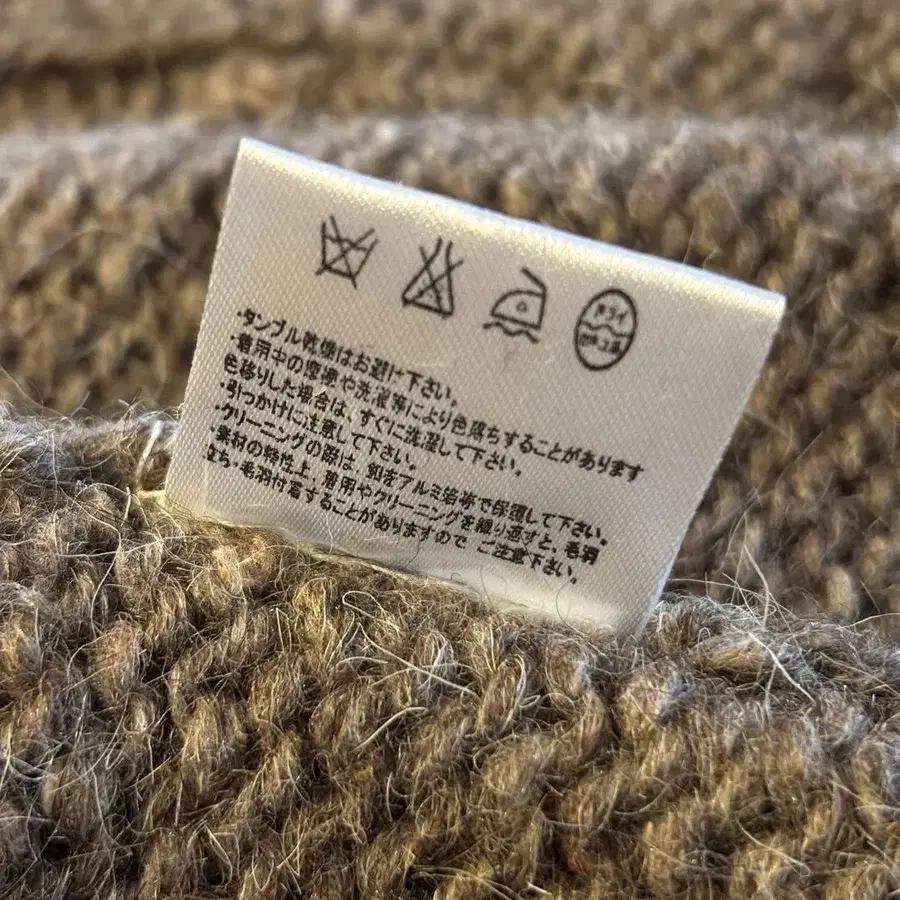 ドライ
セキユ系
・タンブル乾燥はお避け下さい。
・着用中の摩擦や洗濯等により色落ちすることがあります
色移りした場合は、すぐに洗濯して下さい。
・引つかけに注意して下さい。
・クリーニングの際は、釦をアルミ箔等で保護して下さい。
・素材の特性上、着用やクリーニングを繰り返すと、毛羽
立ち・毛羽付着することがありますので ご注意下さい。